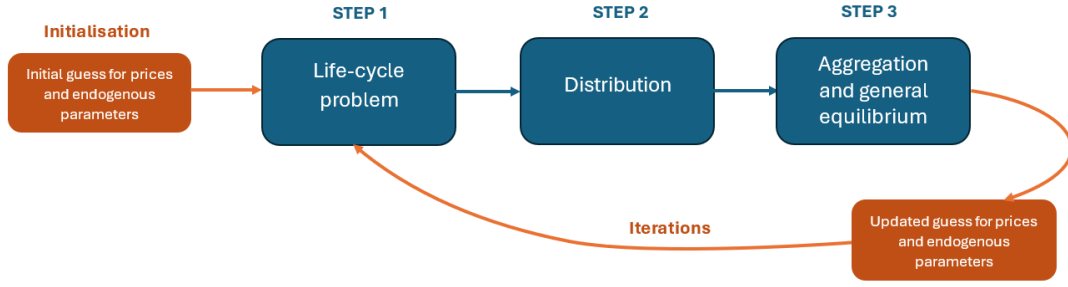 Initialisation
Initial guess for prices
and endogenous
parameters
STEP 1
Life-cycle
problem
STEP 2
Distribution
STEP 3
Aggregation
and general
equilibrium
Updated guess for prices
and endogenous
parameters
Iterations